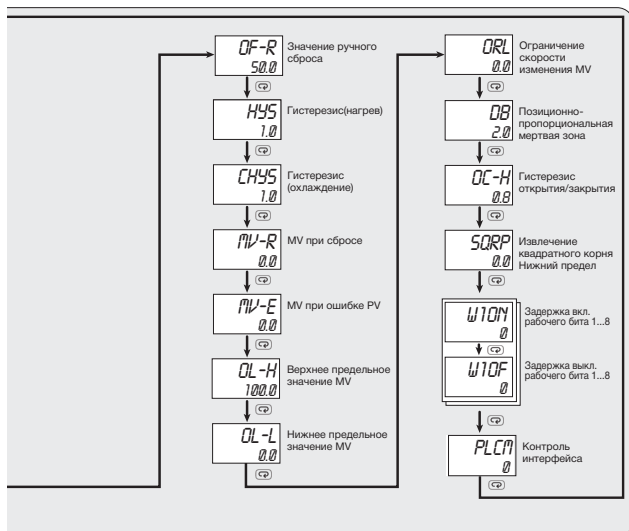 OF-R
50.0
Значение ручного
сброса
HYS
1.0
Гистерезис(нагрев)
CHYS
1.0
Гистерезис
(охлаждение)
MV-R
0.0
MV при сбросе
MV-E
0.0
MV при ошибке PV
OL-H
100.0
Верхнее предельное
значение MV
OL-L
0.0
Нижнее предельное
значение MV
ORL
0.0
Ограничение
скорости
изменения MV
DB
2.0
Позиционно-
пропорциональная
мертвая зона
OC-H
0.8
Гистерезис
открытия/закрытия
SQRP
0.0
Извлечение
квадратного корня
Нижний предел
W1ON
0
Задержка вкл.
рабочего бита 1...8
W1OF
0
Задержка выкл.
рабочего бита 1...8
PLCM
0
Контроль
интерфейса